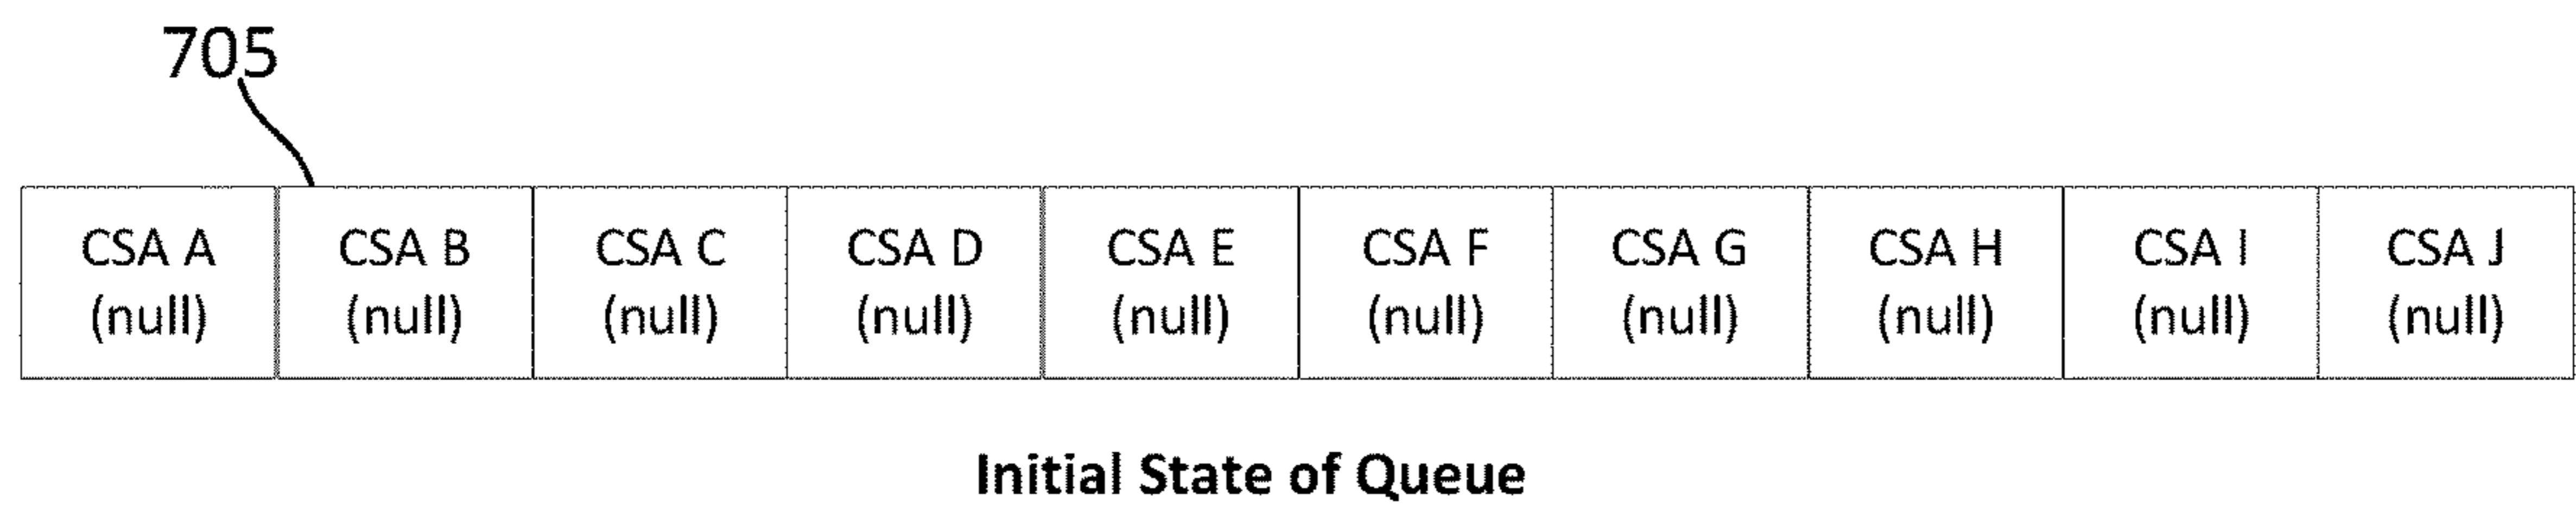 705
CSA A CSA B CSA C CSA D CSA E CSA F CSA G CSA H CSA I CSA J
(null) (null) (null) (null) (null) (null) (null) (null) (null) (null)
Initial State of Queue